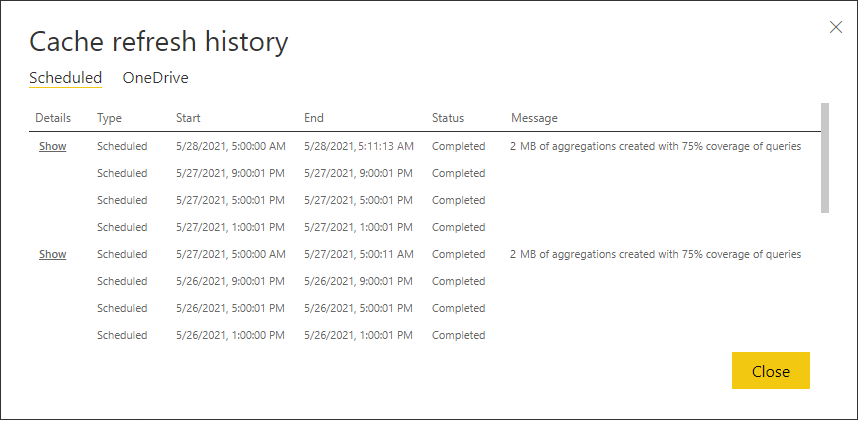 Cache refresh history
Scheduled OneDrive
Details Type Start End Status Message
Show Scheduled 5/28/2021, 5:00:00 AM 5/28/2021, 5:11:13 AM Completed 2 MB of aggregations created with 75% coverage of queries
Scheduled 5/27/2021, 9:00:01 PM 5/27/2021, 9:00:01 PM Completed
Scheduled 5/27/2021, 5:00:01 PM 5/27/2021, 5:00:01 PM Completed
Scheduled 5/27/2021, 1:00:01 PM 5/27/2021, 1:00:01 PM Completed
Show Scheduled 5/27/2021, 5:00:00 AM 5/27/2021, 5:00:11 AM Completed 2 MB of aggregations created with 75% coverage of queries
Scheduled 5/26/2021, 9:00:01 PM 5/26/2021, 9:00:01 PM Completed
Scheduled 5/26/2021, 5:00:01 PM 5/26/2021, 5:00:01 PM Completed
Scheduled 5/26/2021, 1:00:00 PM 5/26/2021, 1:00:01 PM Completed
Close